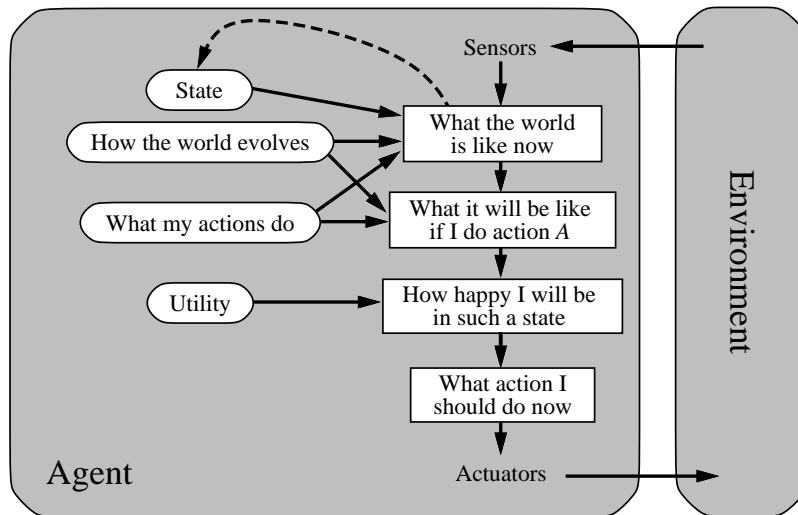 Sensors
State
What the world
is like now
How the world evolves
What my actions do
What it will be like
if I do action A
Utility
How happy I will be
in such a state
What action I
should do now
Agent
Actuators
Environment